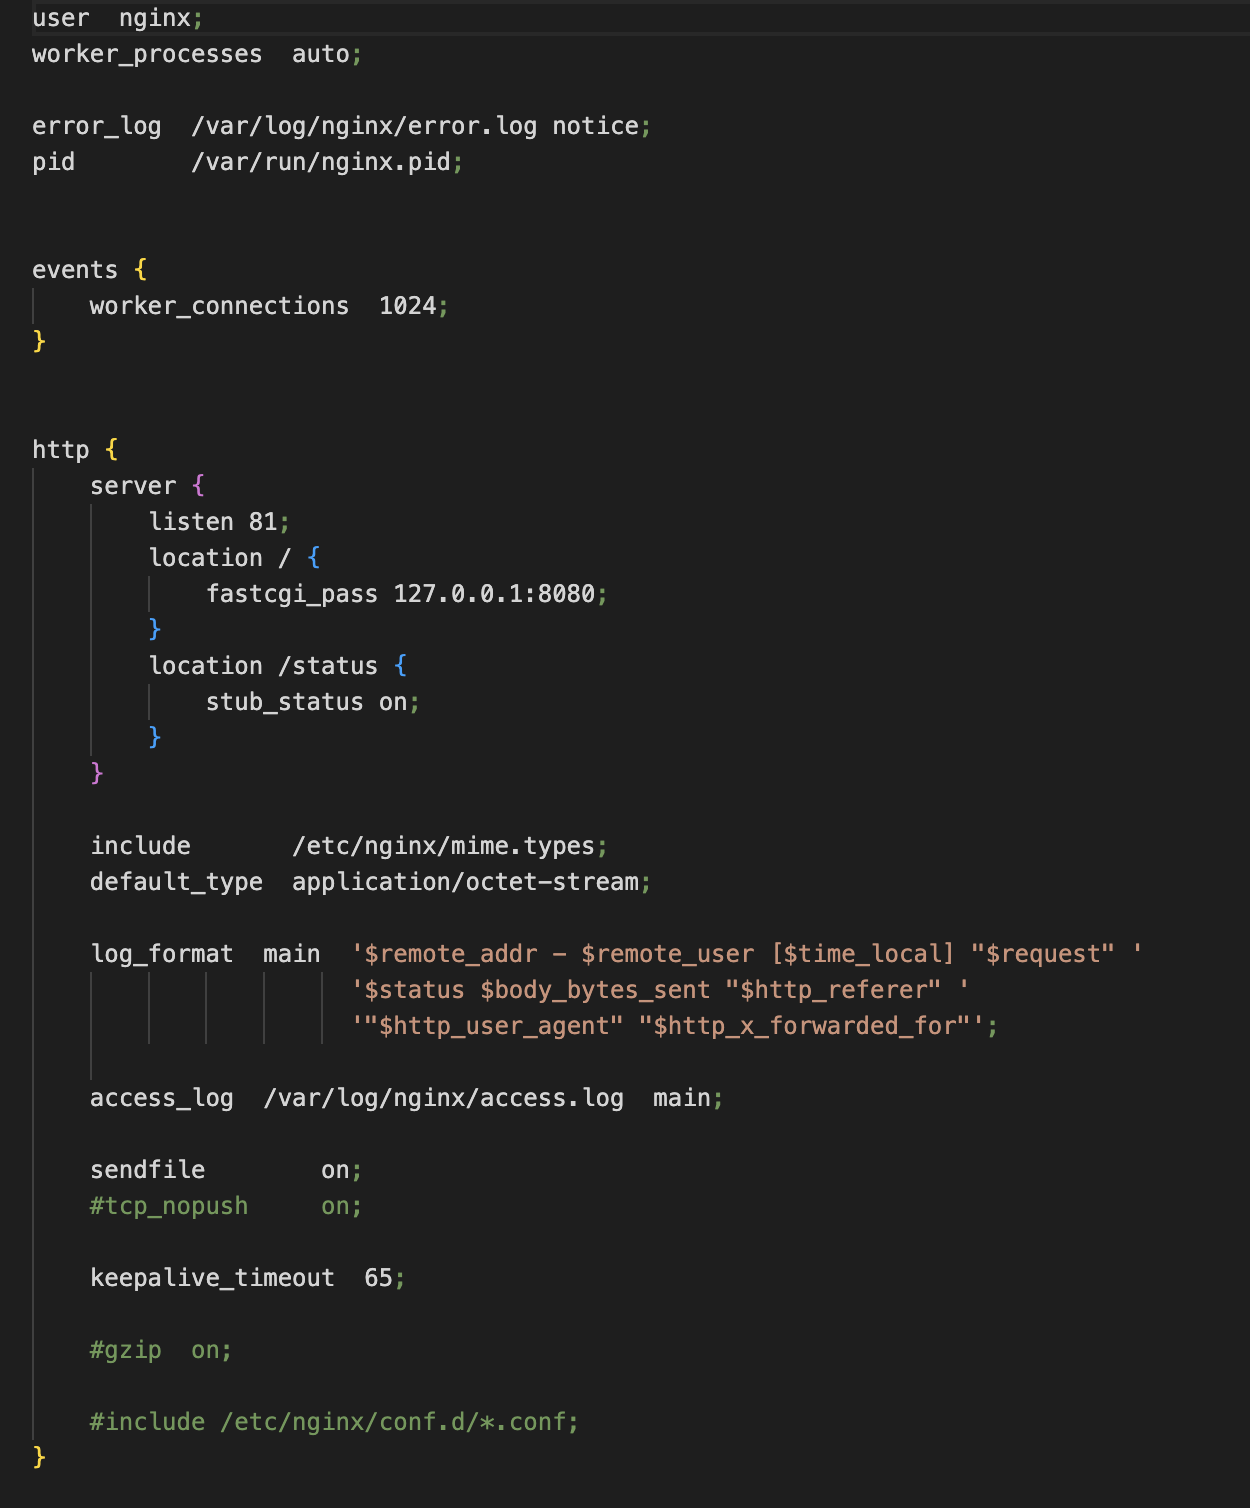 user  nginx;
worker_processes  auto;
error_log  /var/log/nginx/error.log notice;
pid        /var/run/nginx.pid;
events {
    worker_connections  1024;
}
http {
    server {
        listen 81;
        location / {
            fastcgi_pass 127.0.0.1:8080;
        }
        location /status {
            stub_status on;
        }
    }
    include       /etc/nginx/mime.types;
    default_type  application/octet-stream;
    log_format  main  '$remote_addr - $remote_user [$time_local] "$request" '
                      '$status $body_bytes_sent "$http_referer" '
                      '"$http_user_agent" "$http_x_forwarded_for"';
    access_log  /var/log/nginx/access.log  main;
    sendfile        on;
    #tcp_nopush     on;
    keepalive_timeout  65;
    #gzip  on;
    #include /etc/nginx/conf.d/*.conf;
}